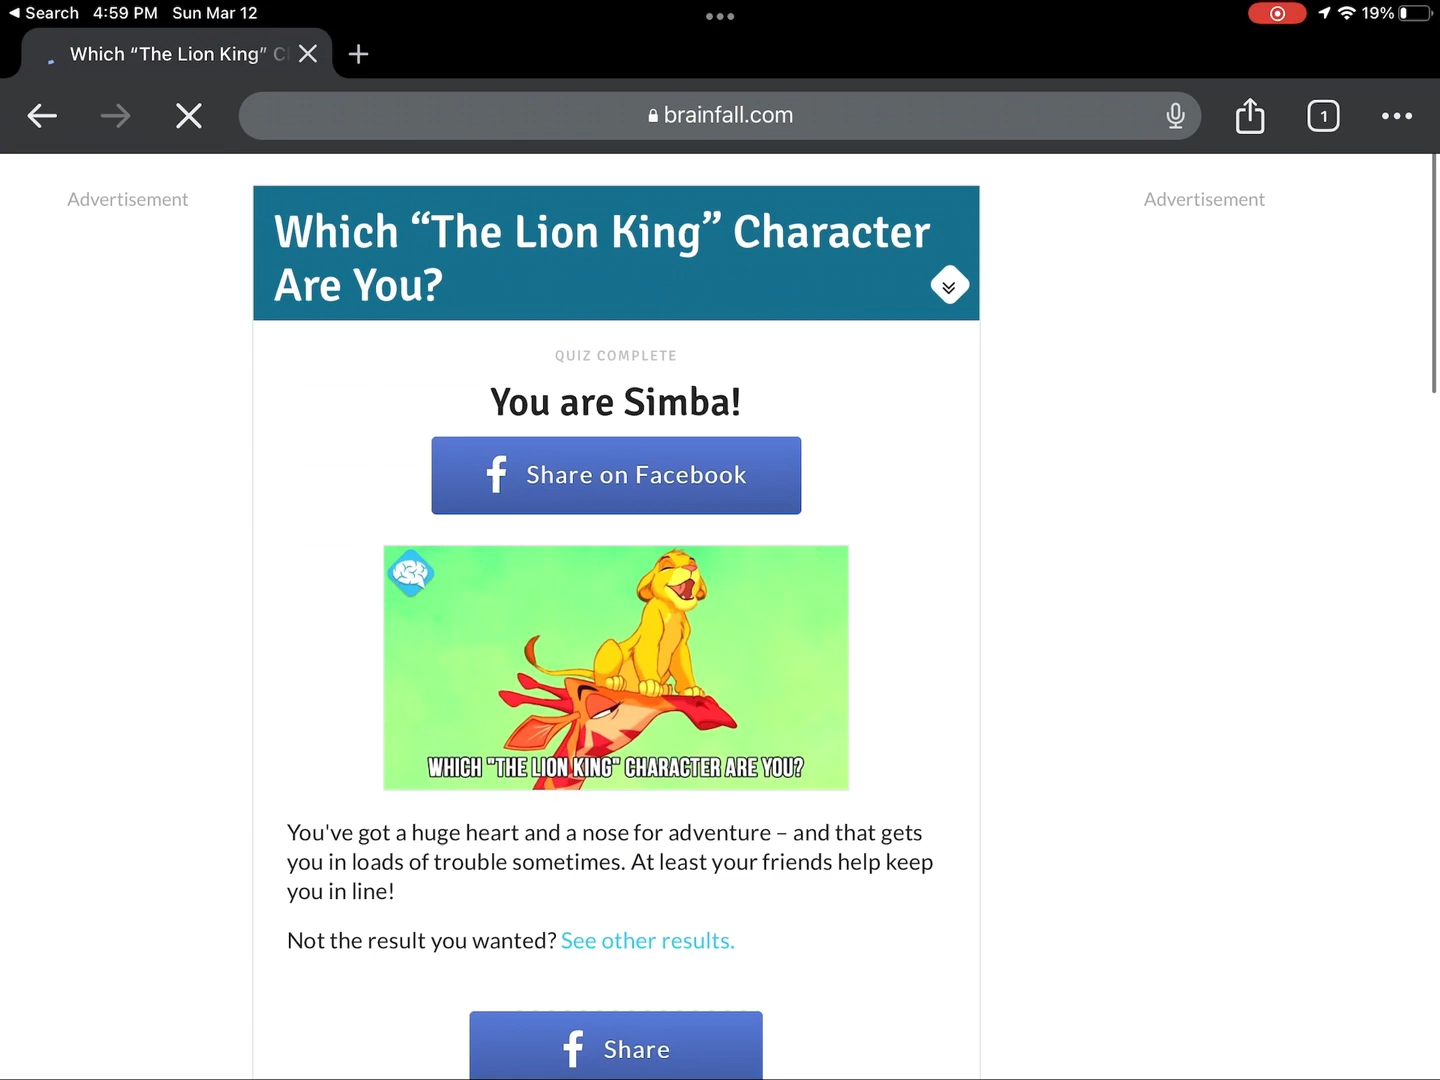 Search 4:59 PM Sun Mar 12 19%
Which “The Lion King”
brainfall.com
1
Advertisement
Advertisement
Which “The Lion King” Character
Are You?
QUIZ COMPLETE
You are Simba!
Share on Facebook
WHICH "THE LION KING" CHARACTER ARE YOU?
You've got a huge heart and a nose for adventure – and that gets
you in loads of trouble sometimes. At least your friends help keep
you in line!
Not the result you wanted? See other results.
Share